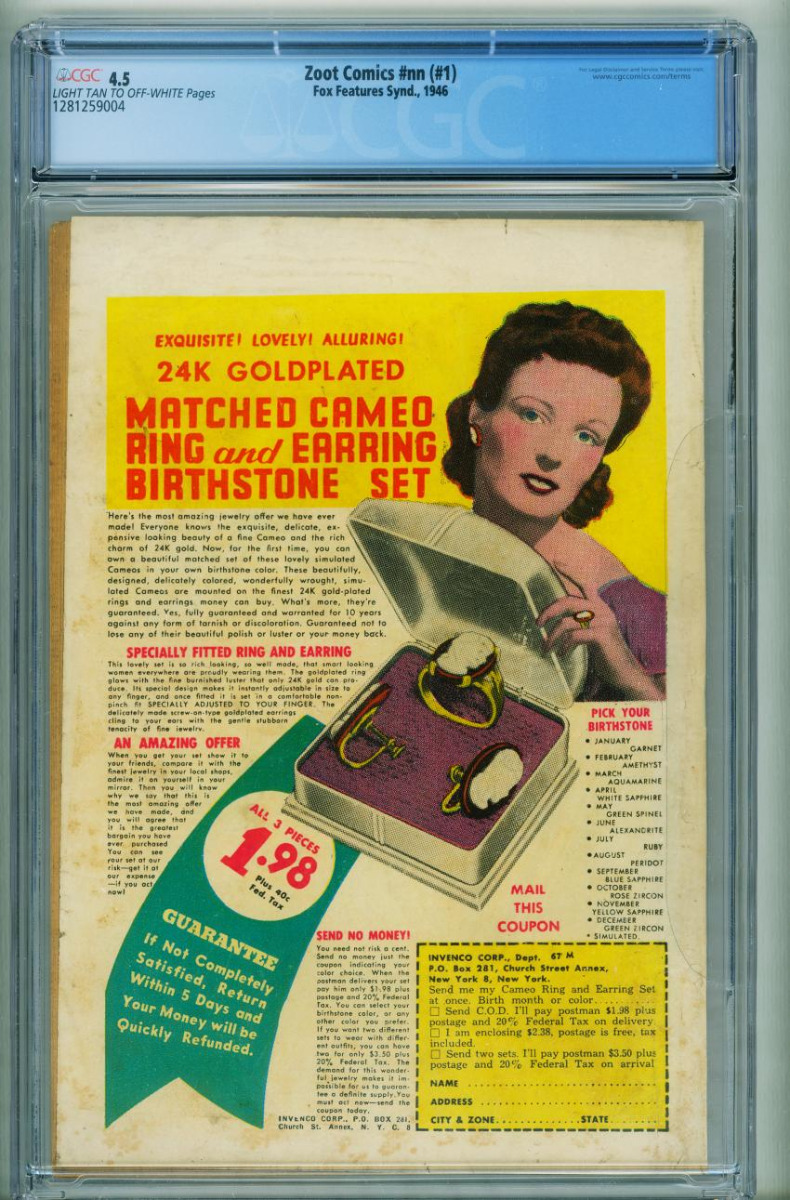 CGC 4.5
LIGHT TAN TO OFF-WHITE Pages
1281259004
Zoot Comics #nn (#1)
Fox Features Synd., 1946
For Legal Disclaimer and Service Terms please visit:
www.cgccomics.com/terms
CGC
EXQUISITE! LOVELY! ALLURING!
24K GOLDPLATED
MATCHED CAMEO
RING and EARRING
BIRTHSTONE SET
Here's the most amazing jewelry offer we have ever
made! Everyone knows the exquisite, delicate, ex-
pensive looking beauty of a fine Cameo and the rich
charm of 24K gold. Now, for the first time, you can
own a beautiful matched set of these lovely simulated
Cameos in your own birthstone color. These beautifully,
designed, delicately colored, wonderfully wrought, simu-
lated Cameos are mounted on the finest 24K gold-plated
rings and earrings money can buy. What's more, they're
guaranteed. Yes, fully guaranteed and warranted for 10 years
against any form of tarnish or discoloration. Guaranteed not to
lose any of their beautiful polish or luster or your money back.
SPECIALLY FITTED RING AND EARRING
This lovely set is so rich looking, so well made, that smart looking
women everywhere are proudly wearing them. The goldplated ring
glows with the fine burnished luster that only 24K gold can pro-
duce. Its special design makes it instantly adjustable in size to
any finger, and once fitted it is set in a comfortable non-
pinch fit SPECIALLY ADJUSTED TO YOUR FINGER. The
delicately made screw-on-type goldplated earrings
cling to your ears with the gentle stubborn
tenacity of fine jewelry.
AN AMAZING OFFER
When you get your set show it to
your friends, compare it with the
finest jewelry in your local shops,
admire it on yourself in your
mirror. Then you will know
why we say that this is
the most amazing offer
we have made, and
you will agree that
it is the greatest
bargain you have
ever purchased
You can see
your set at our
risk—get it at
our expense
—if you act
now!
ALL 3 PIECES
1.98
Plus 40c
Fed. Tax
GUARANTEE
If Not Completely
Satisfied, Return
Within 5 Days and
Your Money will be
Quickly Refunded.
SEND NO MONEY!
You need not risk a cent.
Send no money just the
coupon indicating your
color choice. When the
postman delivers your set
pay him only $1.98 plus
postage and 20% Federal
Tax. You can select your
birthstone color, or any
other color you prefer.
If you want two different
sets to wear with differ-
ent outfits, you can have
two for only $3.50 plus
20% Federal Tax. The
demand for this wonder-
ful jewelry makes it im-
possible for us to guaran-
tee a definite supply. You
must act now—send the
coupon today.
INVENCO CORP., P.O. BOX 281,
Church St. Annex, N. Y. C. 8
PICK YOUR
BIRTHSTONE
• JANUARY
GARNET
• FEBRUARY
AMETHYST
• MARCH
AQUAMARINE
• APRIL
WHITE SAPPHIRE
• MAY
GREEN SPINEL
• JUNE
ALEXANDRITE
• JULY
RUBY
• AUGUST
PERIDOT
• SEPTEMBER
BLUE SAPPHIRE
• OCTOBER
ROSE ZIRCON
• NOVEMBER
YELLOW SAPPHIRE
• DECEMBER
GREEN ZIRCON
• SIMULATED.
MAIL
THIS
COUPON
INVENCO CORP., Dept. 67 M
P.O. Box 281, Church Street Annex,
New York 8, New York.
Send me my Cameo Ring and Earring Set
at once. Birth month or color............
□ Send C.O.D. I'll pay postman $1.98 plus
postage and 20% Federal Tax on delivery
□ I am enclosing $2.38, postage is free, tax
included.
□ Send two sets. I'll pay postman $3.50 plus
postage and 20% Federal Tax on arrival
NAME ..................................
ADDRESS ...............................
CITY & ZONE..............STATE..........